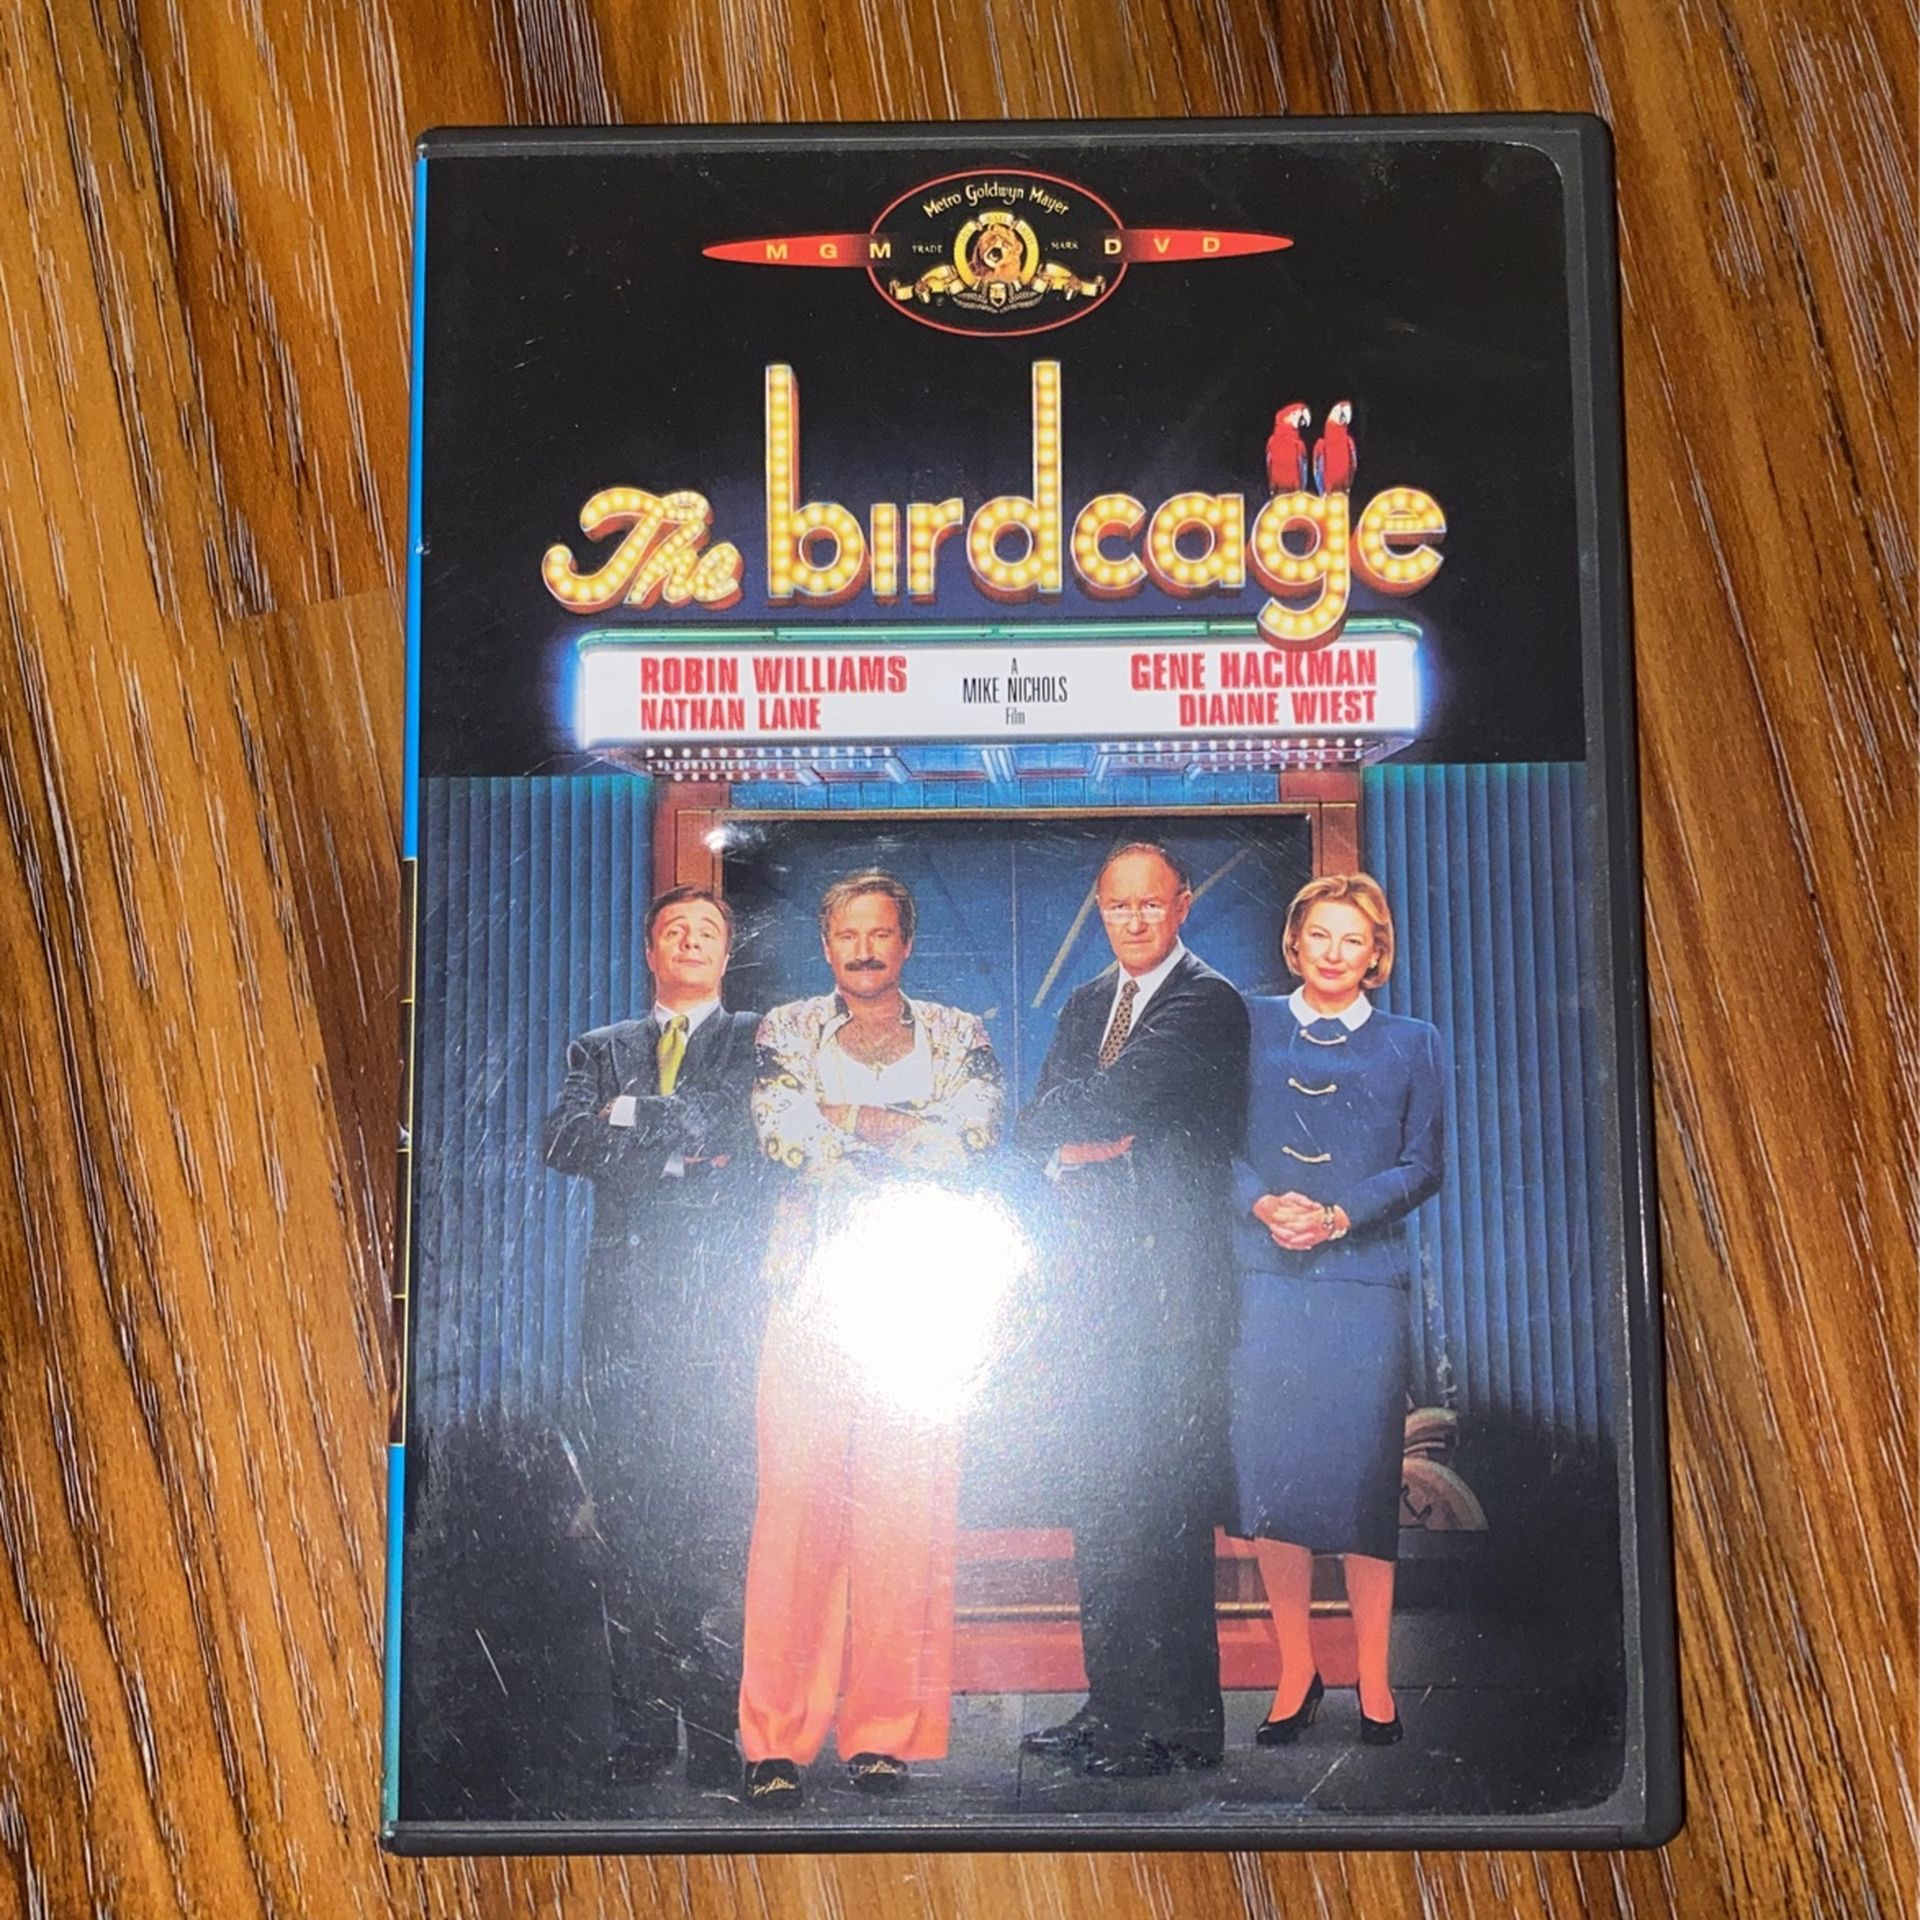 Metro Goldwyn Mayer
MGM TRADE MARK DVD
The birdcage
ROBIN WILLIAMS A GENE HACKMAN
NATHAN LANE MIKE NICHOLS DIANNE WIEST
Film